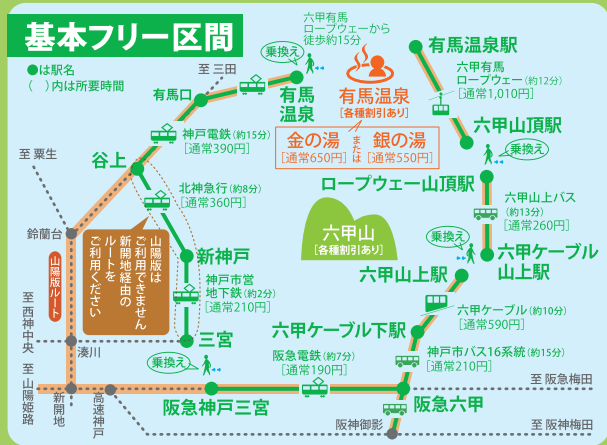 基本フリー区間
●は駅名
（　）内は所要時間
六甲有馬
ロープウェーから
徒歩約15分
乗換え
至 三田
有馬口
有馬
温泉
有馬温泉
［各種割引あり］
金の湯
［通常650円］
または
銀の湯
［通常550円］
有馬温泉駅
六甲有馬
ロープウェー（約12分）
［通常1,010円］
六甲山頂駅
乗換え
ロープウェー山頂駅
六甲山上バス
（約13分）
［通常260円］
乗換え
六甲ケーブル
山上駅
六甲山上駅
六甲ケーブル（約10分）
［通常590円］
六甲ケーブル下駅
神戸市バス16系統（約15分）
［通常210円］
神戸電鉄（約15分）
［通常390円］
至 粟生
谷上
北神急行（約8分）
［通常360円］
六甲山
［各種割引あり］
鈴蘭台
山陽版ルート
山陽版は
ご利用できません
新開地経由の
ルートを
ご利用ください
新神戸
神戸市営
地下鉄（約2分）
［通常210円］
三宮
至 西神中央
湊川
乗換え
阪急電鉄（約7分）
［通常190円］
至 山陽姫路
新開地
高速神戸
阪急神戸三宮
阪急六甲
至 阪急梅田
阪神御影
至 阪神梅田